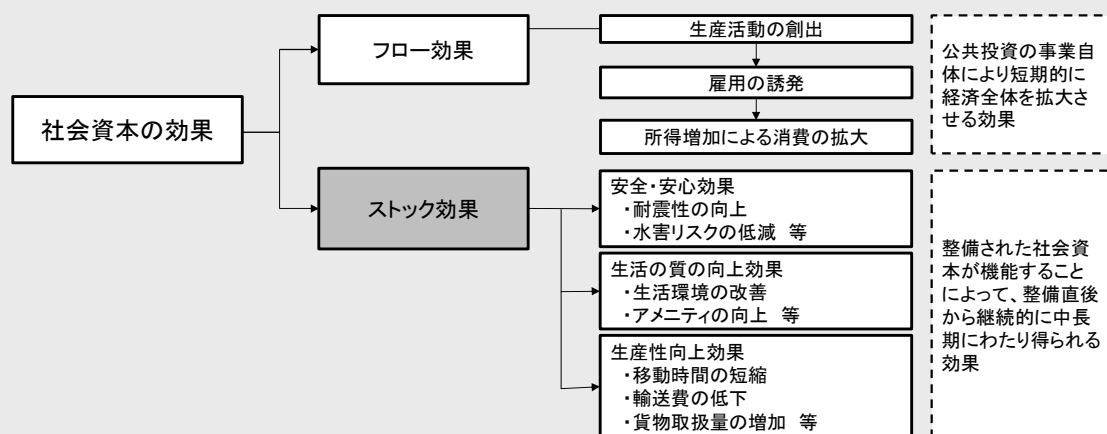 社会資本の効果
フロー効果
生産活動の創出
雇用の誘発
所得増加による消費の拡大
公共投資の事業自
体により短期的に
経済全体を拡大さ
せる効果
ストック効果
安全・安心効果
・耐震性の向上
・水害リスクの低減　等
生活の質の向上効果
・生活環境の改善
・アメニティの向上　等
生産性向上効果
・移動時間の短縮
・輸送費の低下
・貨物取扱量の増加　等
整備された社会資
本が機能すること
によって、整備直後
から継続的に中長
期にわたり得られる
効果